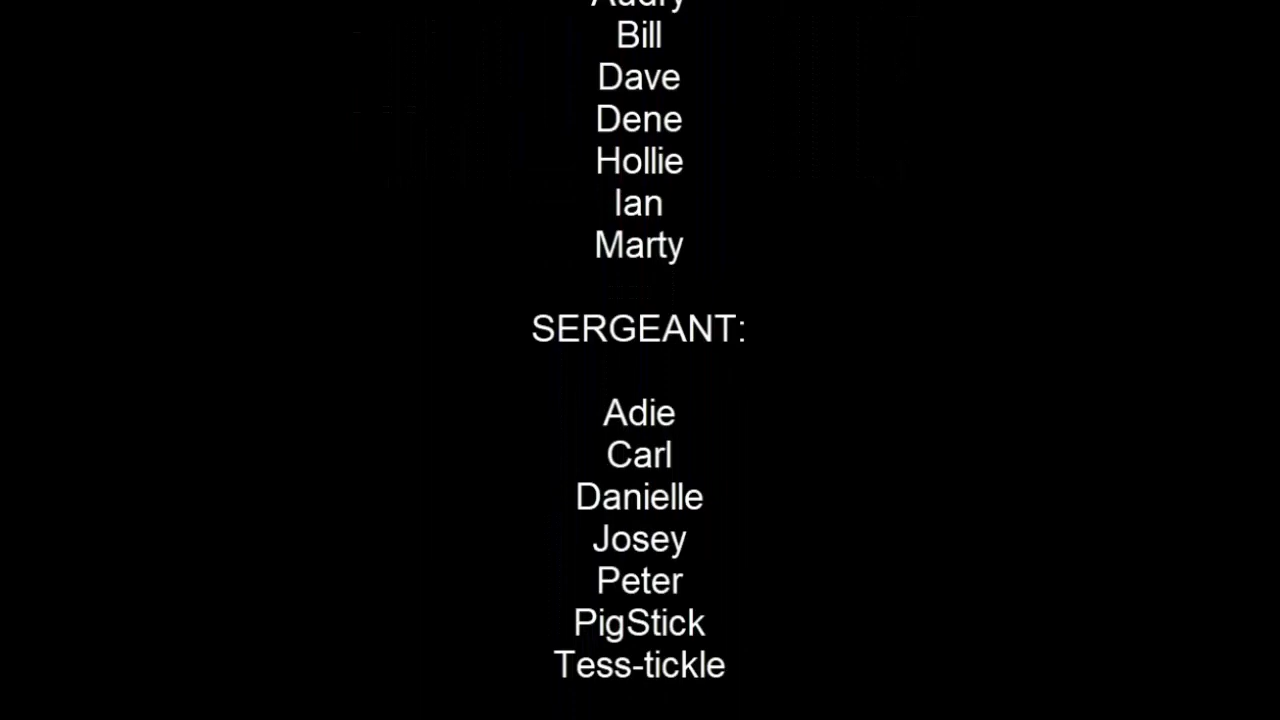 Bill
Dave
Dene
Hollie
Ian
Marty
SERGEANT:
Adie
Carl
Danielle
Josey
Peter
PigStick
Tess-tickle